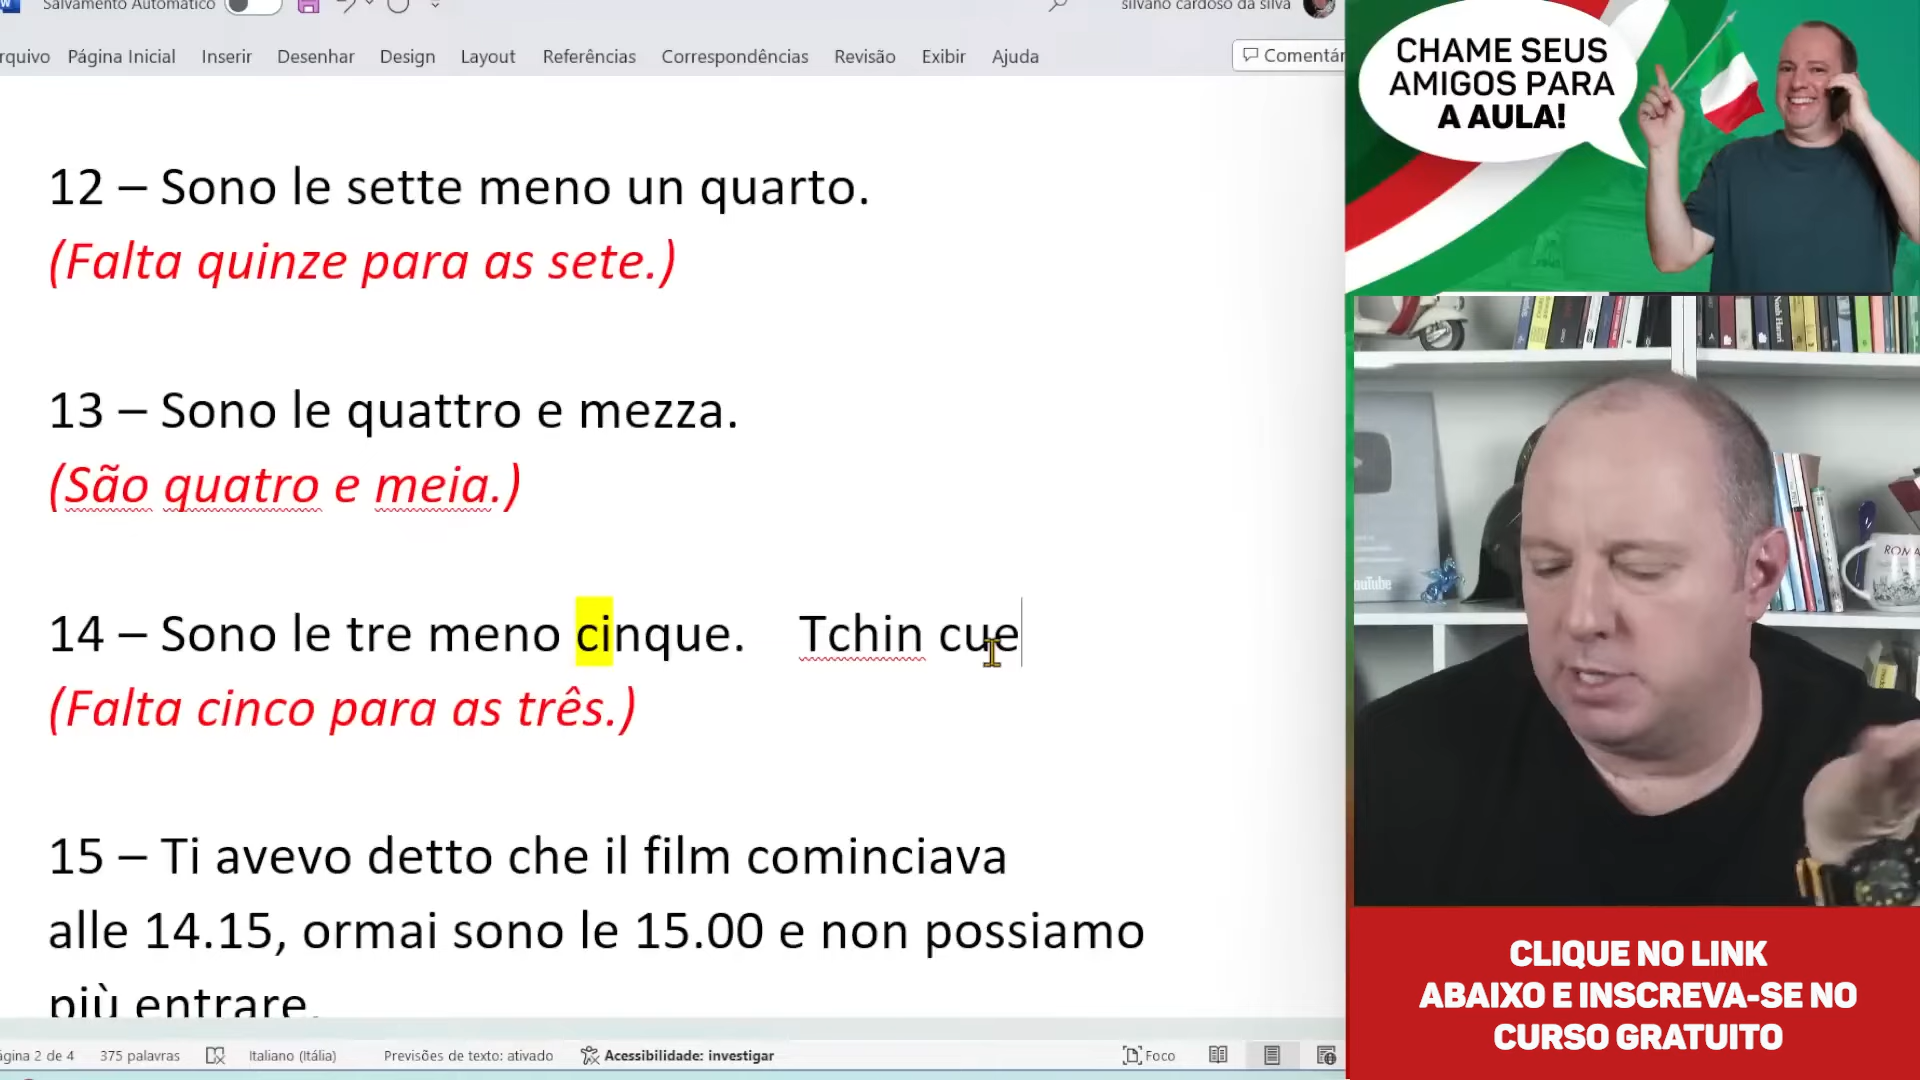 Salvamento Automático
silvano cardoso da silva
rquivo Página Inicial Inserir Desenhar Design Layout Referências Correspondências Revisão Exibir Ajuda
Comentár
12 – Sono le sette meno un quarto.
(Falta quinze para as sete.)
13 – Sono le quattro e mezza.
(São quatro e meia.)
14 – Sono le tre meno cinque. Tchin cue
(Falta cinco para as três.)
15 – Ti avevo detto che il film cominciava
alle 14.15, ormai sono le 15.00 e non possiamo
più entrare.
ágina 2 de 4 375 palavras Italiano (Itália) Previsões de texto: ativado Acessibilidade: investigar Foco
CHAME SEUS
AMIGOS PARA
A AULA!
ROMA
CLIQUE NO LINK
ABAIXO E INSCREVA-SE NO
CURSO GRATUITO